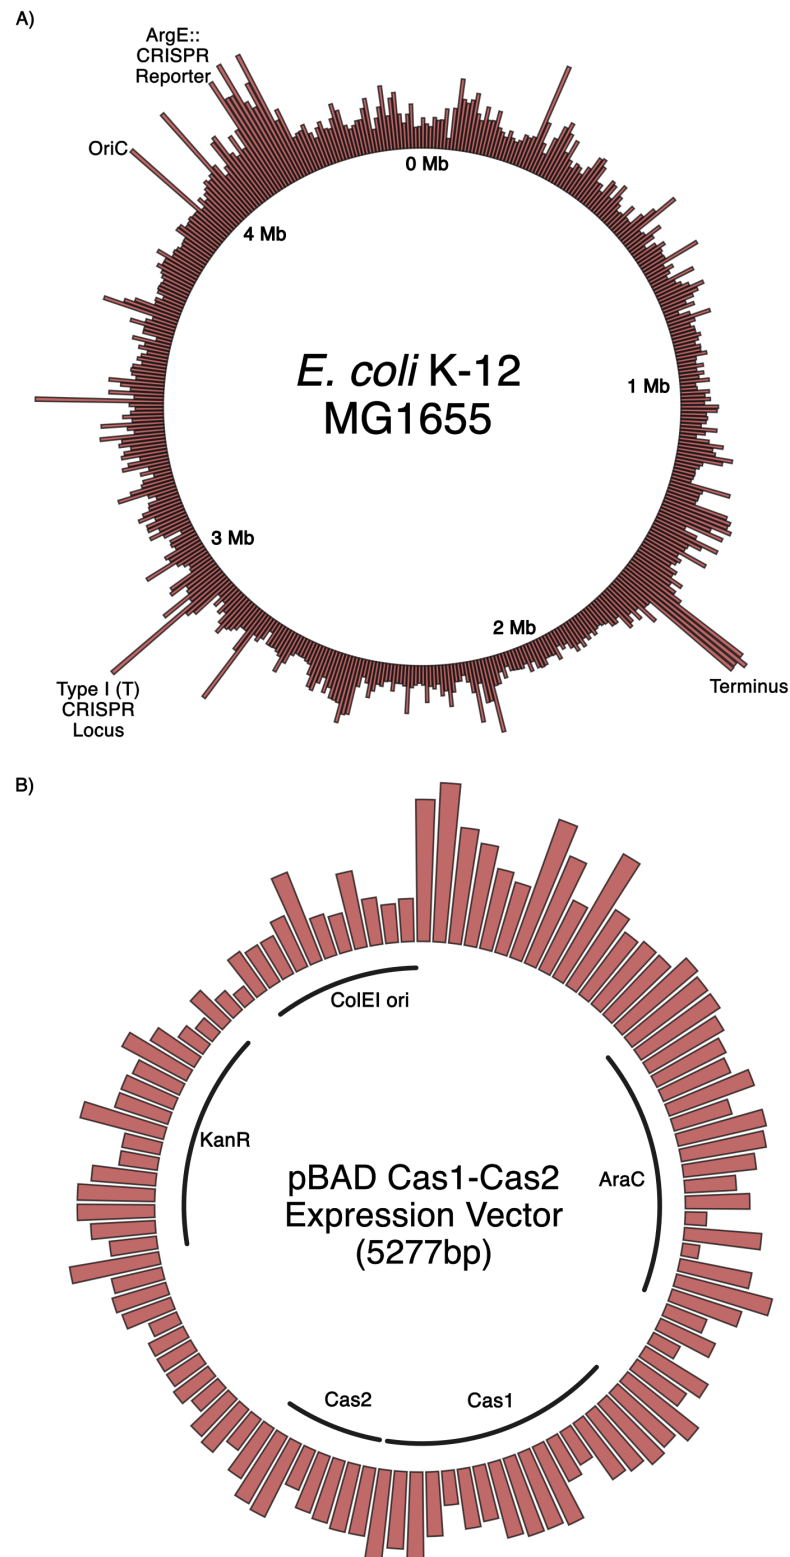 A)
ArgE::
CRISPR
Reporter
OriC
0 Mb
4 Mb
E. coli K-12
MG1655
1 Mb
3 Mb
2 Mb
Type I (T)
CRISPR
Locus
Terminus
B)
ColEI ori
KanR
AraC
pBAD Cas1-Cas2
Expression Vector
(5277bp)
Cas2
Cas1